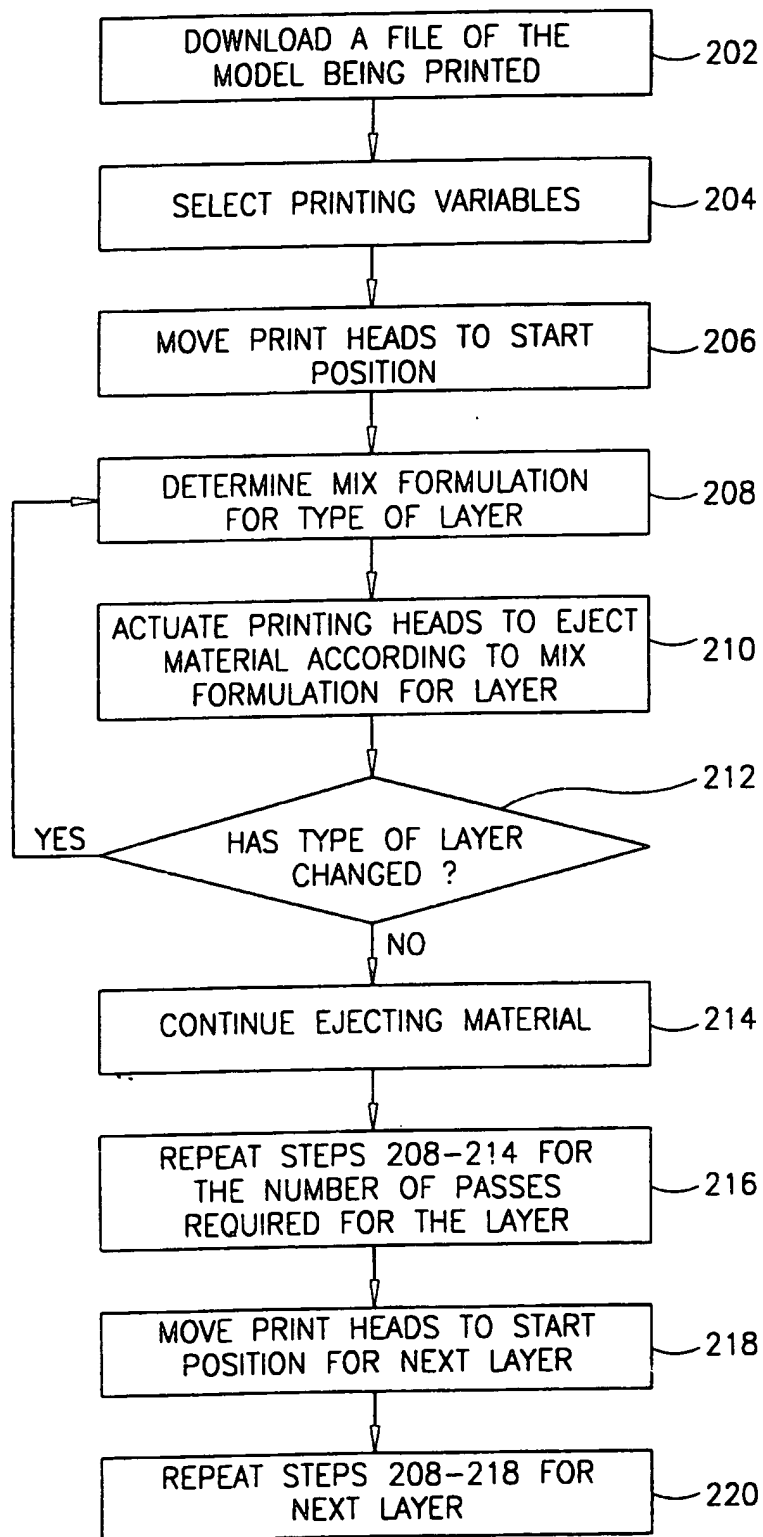 DOWNLOAD A FILE OF THE
MODEL BEING PRINTED
202
SELECT PRINTING VARIABLES
204
MOVE PRINT HEADS TO START
POSITION
206
DETERMINE MIX FORMULATION
FOR TYPE OF LAYER
208
ACTUATE PRINTING HEADS TO EJECT
MATERIAL ACCORDING TO MIX
FORMULATION FOR LAYER
210
212
YES
HAS TYPE OF LAYER
CHANGED ?
NO
CONTINUE EJECTING MATERIAL
214
REPEAT STEPS 208-214 FOR
THE NUMBER OF PASSES
REQUIRED FOR THE LAYER
216
MOVE PRINT HEADS TO START
POSITION FOR NEXT LAYER
218
REPEAT STEPS 208-218 FOR
NEXT LAYER
220